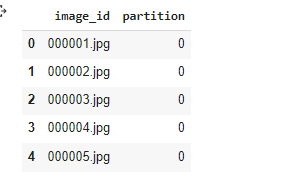 image_id partition
0 000001.jpg 0
1 000002.jpg 0
2 000003.jpg 0
3 000004.jpg 0
4 000005.jpg 0